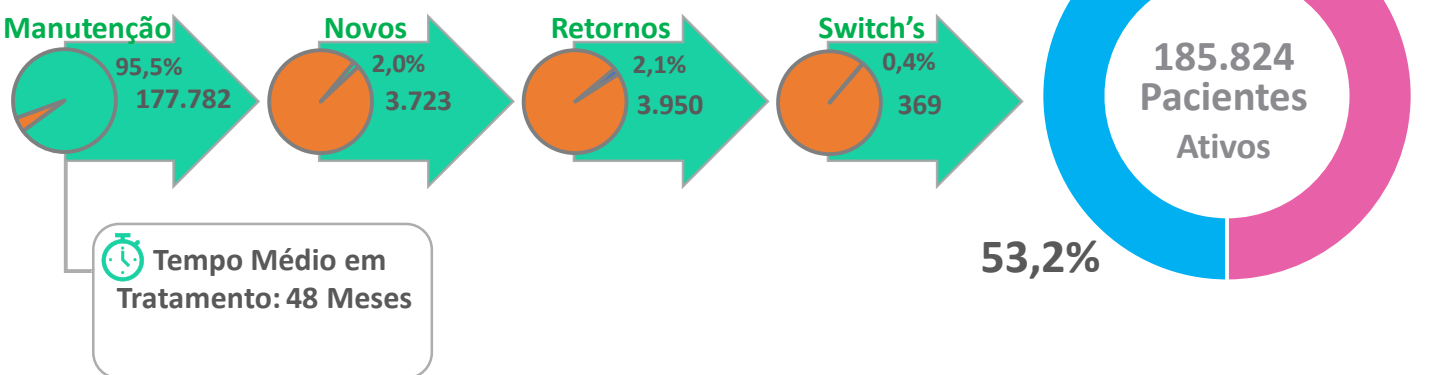 Manutenção
95,5%
177.782
Novos
2,0%
3.723
Retornos
2,1%
3.950
Switch's
0,4%
369
185.824
Pacientes
Ativos
53,2%
Tempo Médio em
Tratamento: 48 Meses